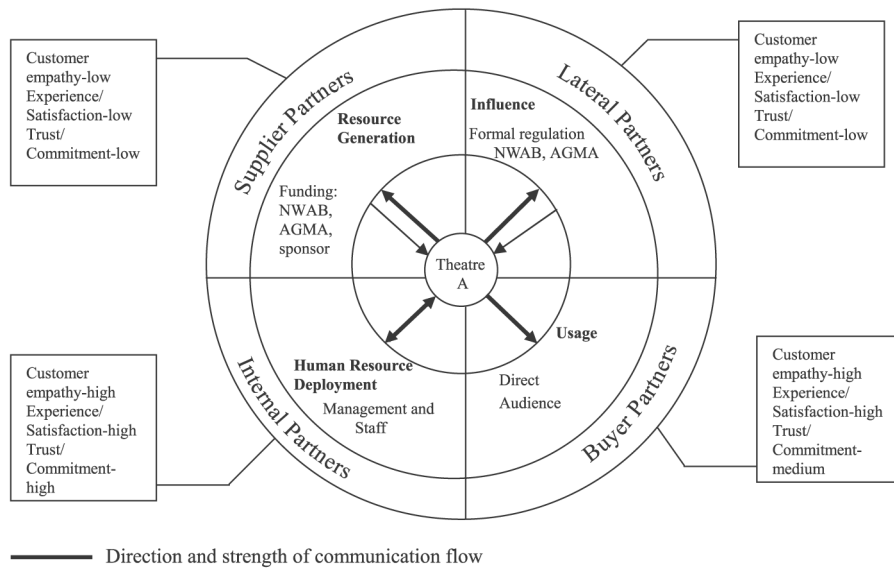 Customer
empathy-low
Experience/
Satisfaction-low
Trust/
Commitment-low
Supplier Partners
Resource
Generation
Funding:
NWAB,
AGMA,
sponsor
Lateral Partners
Influence
Formal regulation
NWAB, AGMA
Customer
empathy-low
Experience/
Satisfaction-low
Trust/
Commitment-low
Theatre
A
Customer
empathy-high
Experience/
Satisfaction-high
Trust/
Commitment-
high
Internal Partners
Human Resource
Deployment
Management and
Staff
Usage
Direct
Audience
Buyer Partners
Customer
empathy-high
Experience/
Satisfaction-high
Trust/
Commitment-
medium
Direction and strength of communication flow